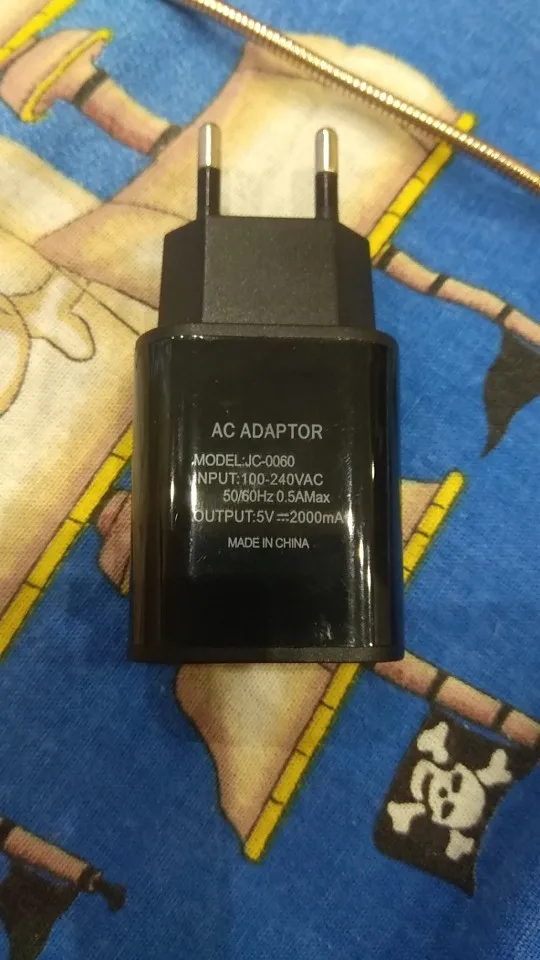 AC ADAPTOR
MODEL:JC-0060
INPUT:100-240VAC
50/60Hz 0.5AMax
OUTPUT:5V⎓2000mA
MADE IN CHINA